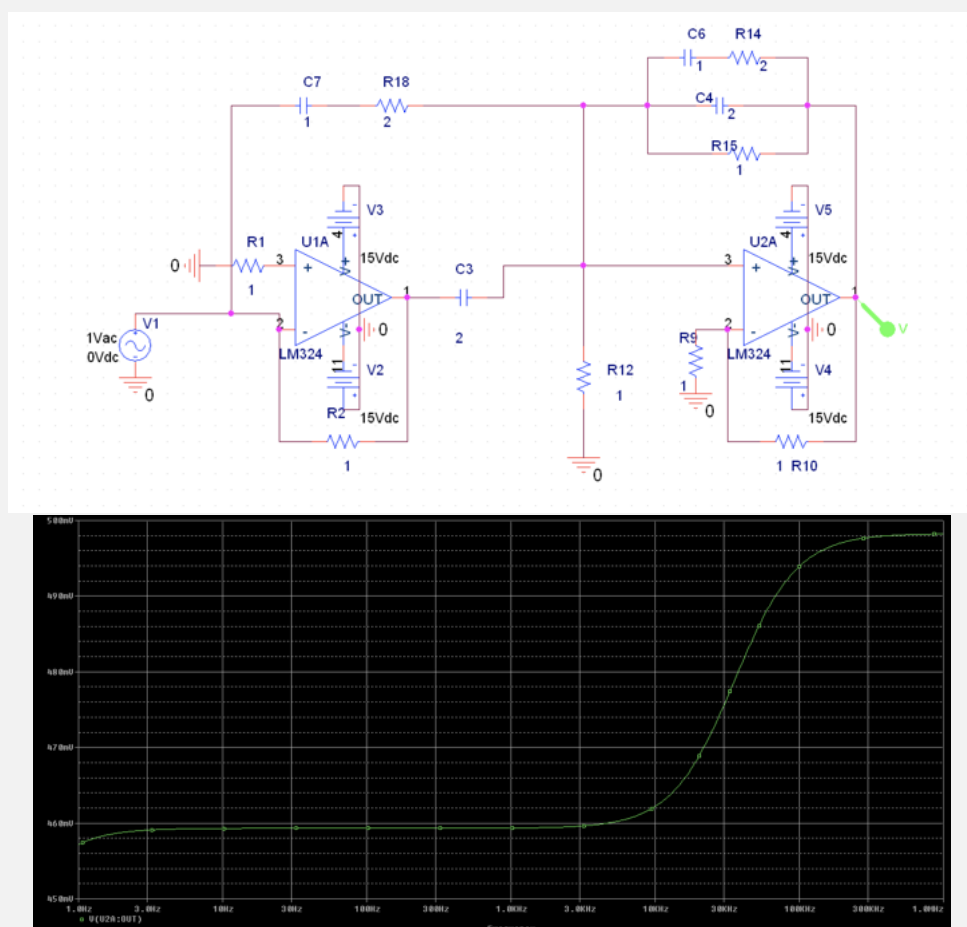 C6
R14
1
2
C7
R18
C4
2
1
2
R15
1
V3
V5
4
U1A
4
U2A
R1
3
+
V+
15Vdc
3
+
V+
15Vdc
0
1
C3
1
1
OUT
OUT
V
1Vac
V1
2
-
V-
0
2
-
V-
0
0Vdc
LM324
2
R9
LM324
11
V2
R12
11
V4
0
1
1
0
R2
15Vdc
15Vdc
1
0
1 R10
500mV
490mV
480mV
470mV
460mV
450mV
1.0Hz 3.0Hz 10Hz 30Hz 100Hz 300Hz 1.0KHz 3.0KHz 10KHz 30KHz 100KHz 300KHz 1.0MHz
V(U2A:OUT)